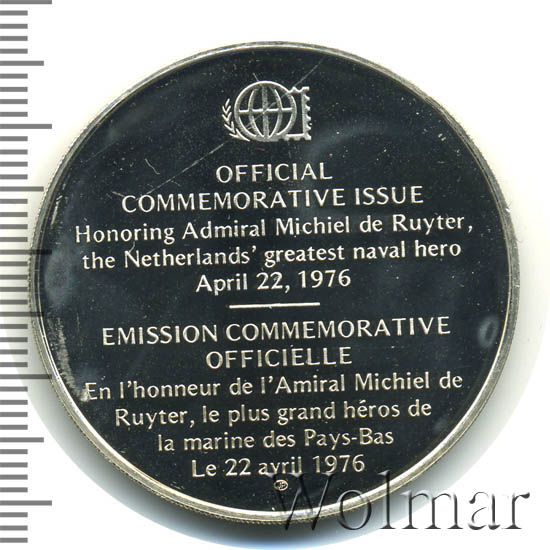 OFFICIAL
COMMEMORATIVE ISSUE
Honoring Admiral Michiel de Ruyter,
the Netherlands' greatest naval hero
April 22, 1976
EMISSION COMMEMORATIVE
OFFICIELLE
En l'honneur de l'Amiral Michiel de
Ruyter, le plus grand héros de
la marine des Pays-Bas
Le 22 avril 1976
Wolmar